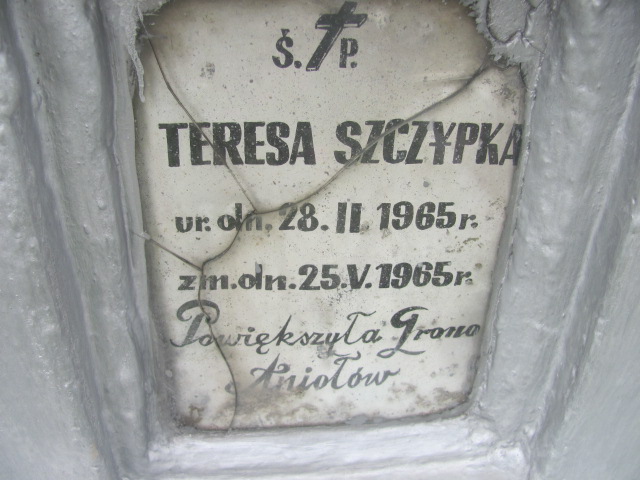 Ś. P.
TERESA SZCZYPKA
ur. dn. 28. II 1965 r.
zm. dn. 25. V. 1965 r.
Powiększyła Grono
Aniołów